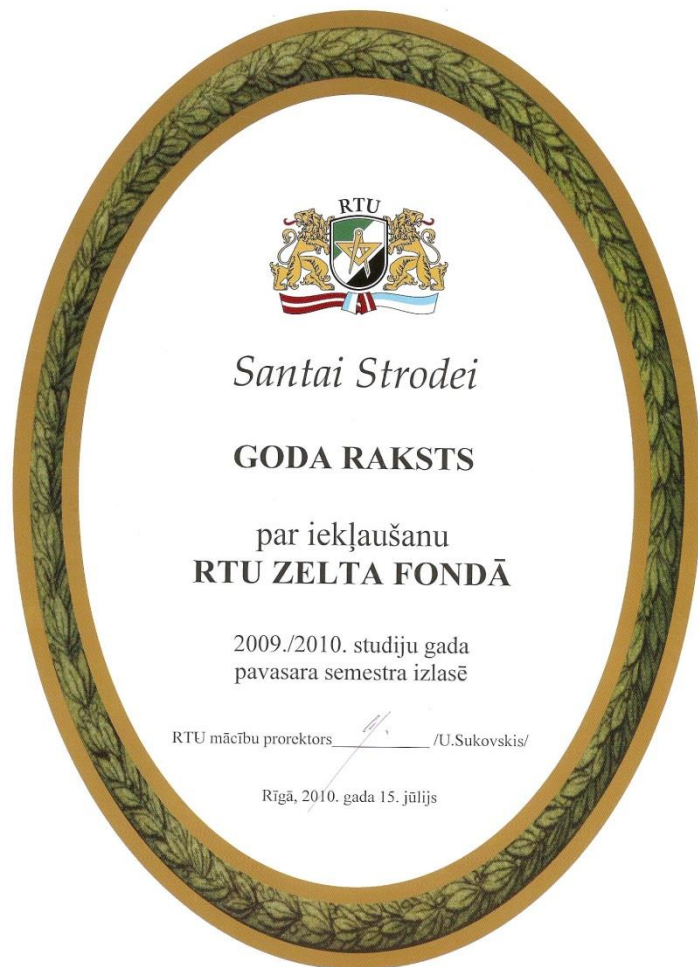 RTU
Santai Strodei
GODA RAKSTS
par iekļaušanu
RTU ZELTA FONDĀ
2009./2010. studiju gada
pavasara semestra izlasē
RTU mācību prorektors__________ /U.Sukovskis/
Rīgā, 2010. gada 15. jūlijs